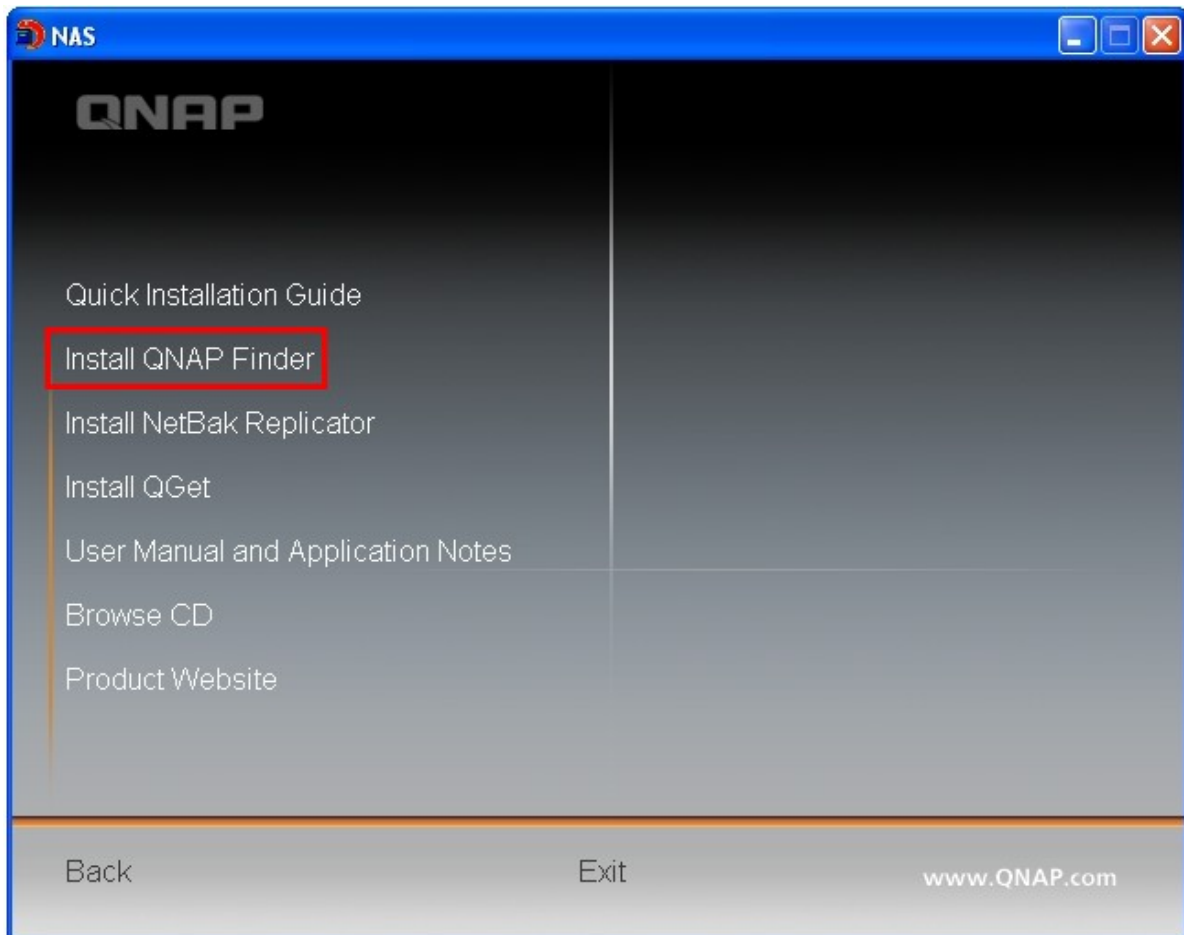 NAS
QNAP
Quick Installation Guide
Install QNAP Finder
Install NetBak Replicator
Install QGet
User Manual and Application Notes
Browse CD
Product Website
Back Exit www.QNAP.com